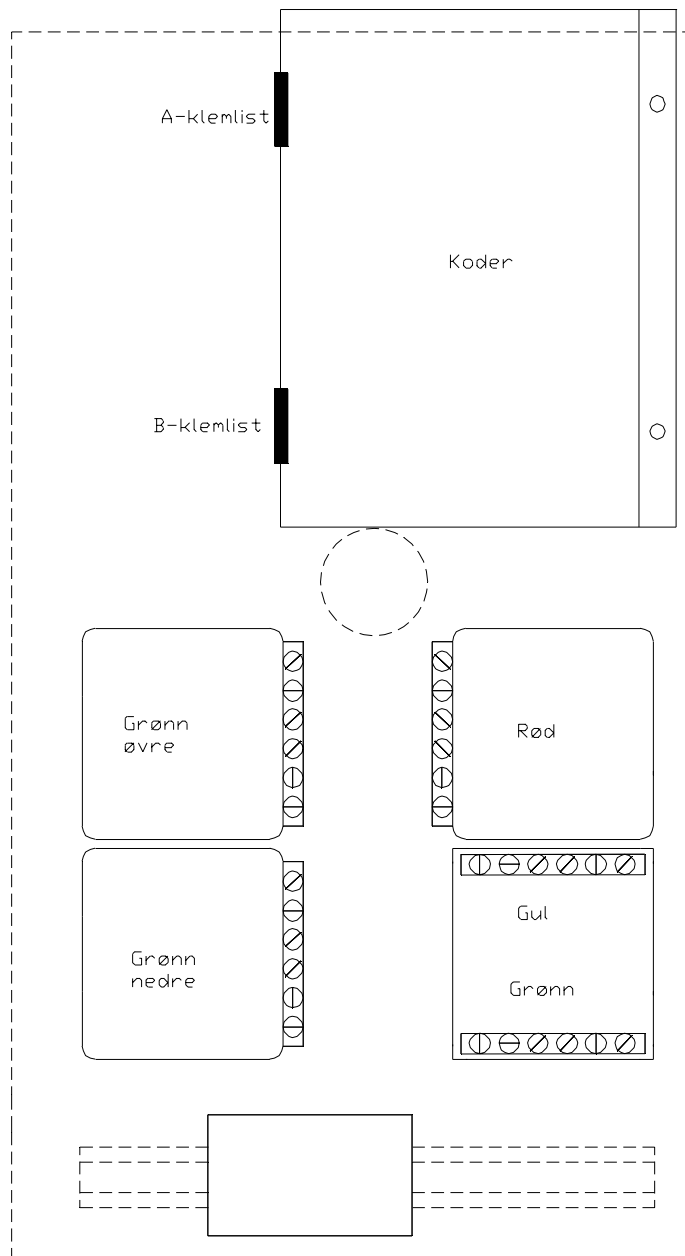 A-klemlist
Koder
B-klemlist
Grønn
øvre
Rød
Gul
Grønn
nedre
Grønn